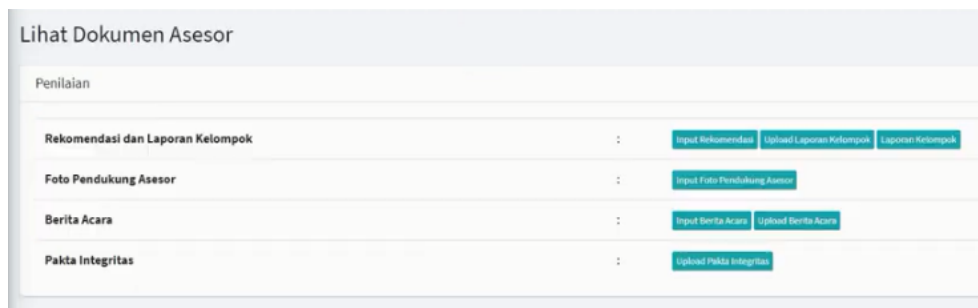 Lihat Dokumen Asesor
Penilaian
Rekomendasi dan Laporan Kelompok : Input Rekomendasi Upload Laporan Kelompok Laporan Kelompok
Foto Pendukung Asesor : Input Foto Pendukung Asesor
Berita Acara : Input Berita Acara Upload Berita Acara
Pakta Integritas : Upload Pakta Integritas